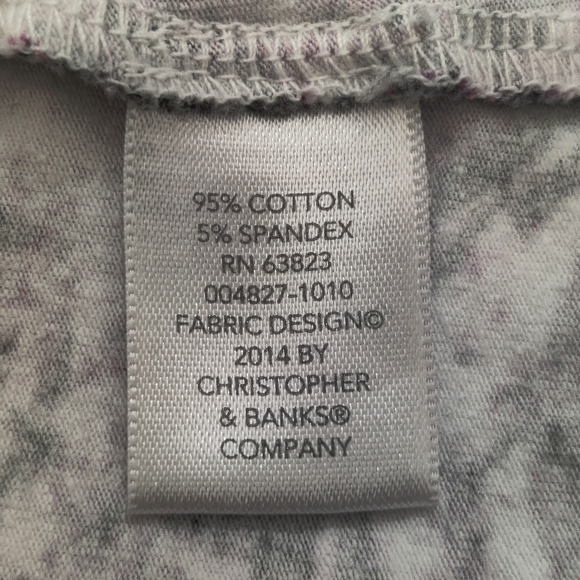 95% COTTON
5% SPANDEX
RN 63823
004827-1010
FABRIC DESIGN©
2014 BY
CHRISTOPHER
& BANKS®
COMPANY